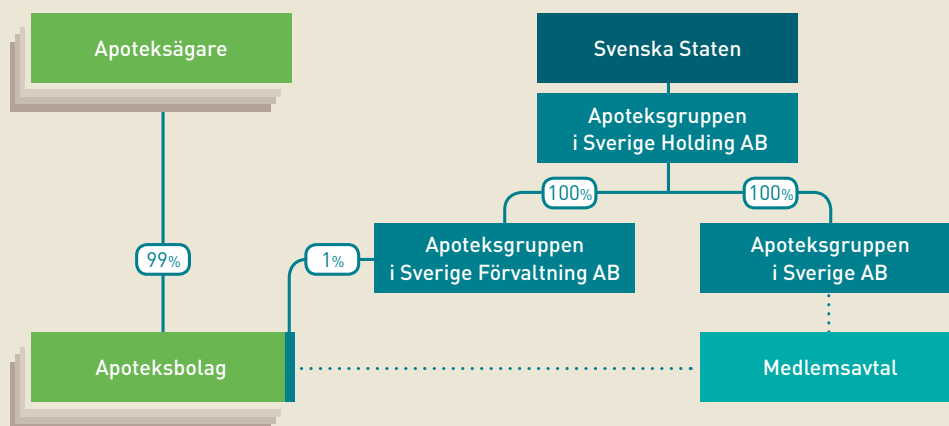 Apoteksägare
Svenska Staten
Apoteksgruppen
i Sverige Holding AB
100%
100%
Apoteksgruppen
i Sverige Förvaltning AB
Apoteksgruppen
i Sverige AB
99%
1%
Apoteksbolag
Medlemsavtal